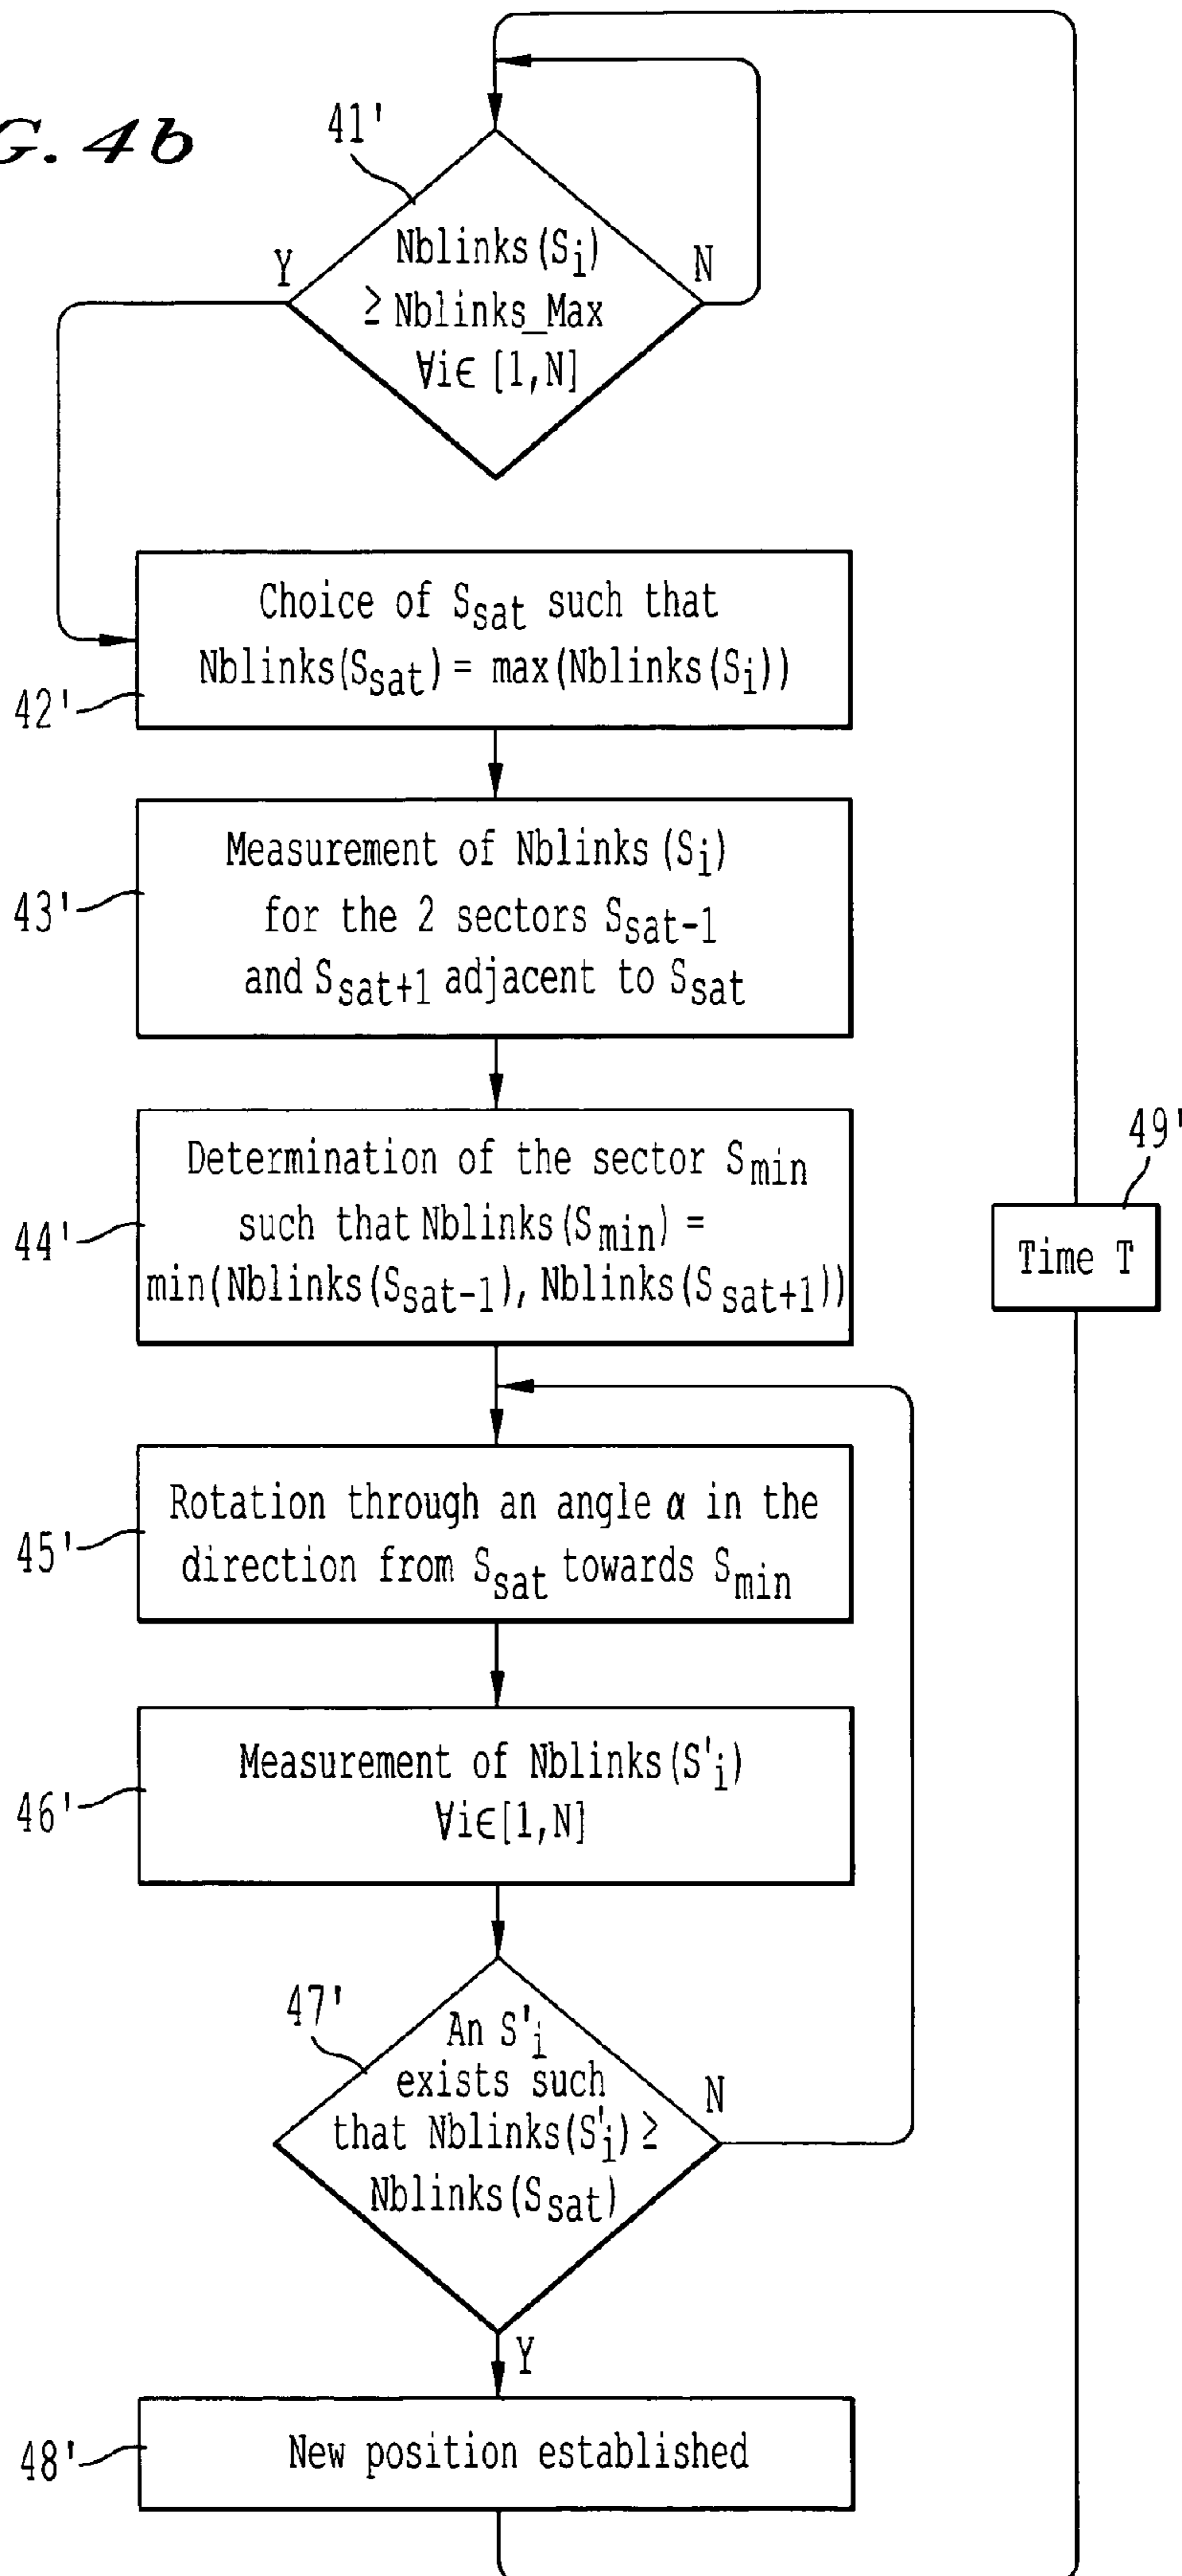 G. 4b
41'
Y
N
Nblinks(Si)
≥ Nblinks_Max
∀i∈ [1,N]
42'
Choice of Ssat such that
Nblinks(Ssat) = max(Nblinks(Si))
43'
Measurement of Nblinks(Si)
for the 2 sectors Ssat-1
and Ssat+1 adjacent to Ssat
44'
Determination of the sector Smin
such that Nblinks(Smin) =
min(Nblinks(Ssat-1), Nblinks(Ssat+1))
49'
Time T
45'
Rotation through an angle α in the
direction from Ssat towards Smin
46'
Measurement of Nblinks(S'i)
∀i∈[1,N]
47'
An S'i
exists such
that Nblinks(S'i) ≥
Nblinks(Ssat)
N
Y
48'
New position established